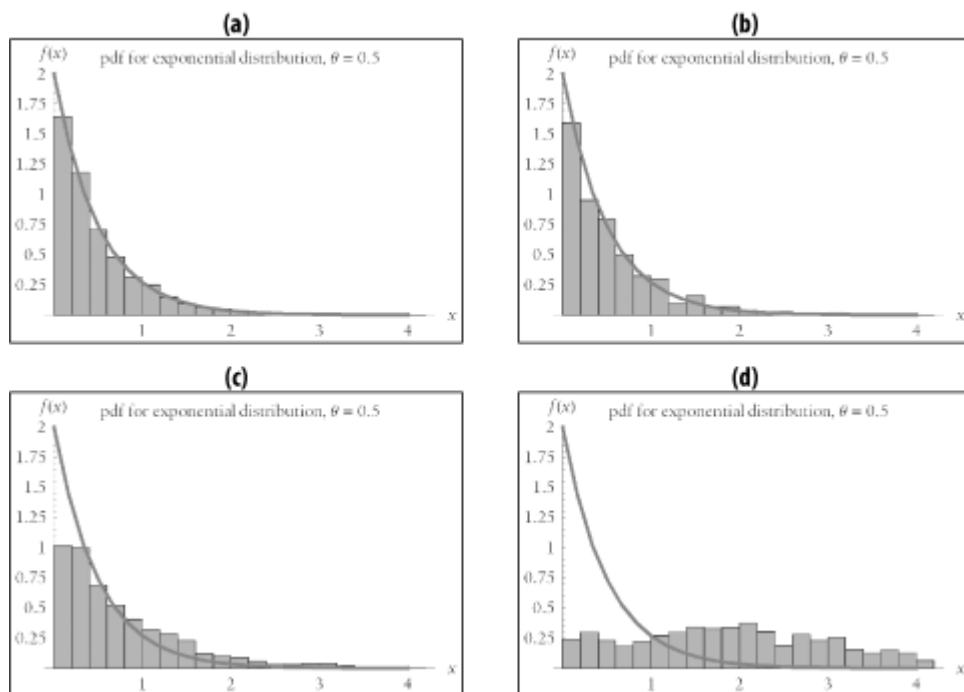 (a)
f(x) pdf for exponential distribution, θ = 0.5
2
1.75
1.5
1.25
1
0.75
0.5
0.25
1 2 3 4 x
(b)
f(x) pdf for exponential distribution, θ = 0.5
2
1.75
1.5
1.25
1
0.75
0.5
0.25
1 2 3 4 x
(c)
f(x) pdf for exponential distribution, θ = 0.5
2
1.75
1.5
1.25
1
0.75
0.5
0.25
1 2 3 4 x
(d)
f(x) pdf for exponential distribution, θ = 0.5
2
1.75
1.5
1.25
1
0.75
0.5
0.25
1 2 3 4 x